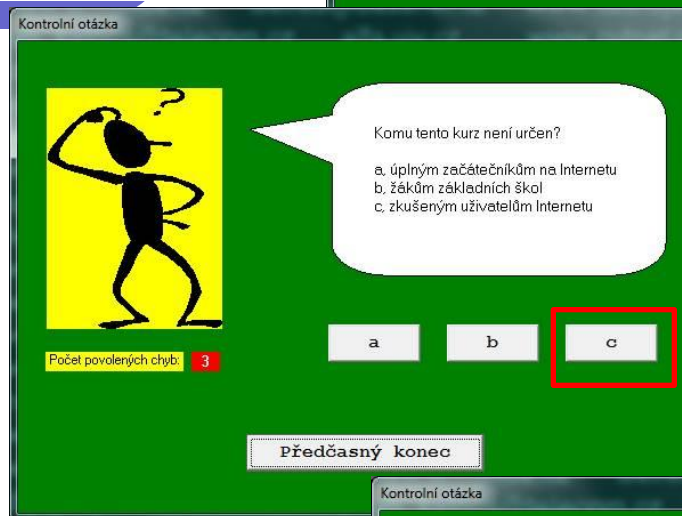 Kontrolní otázka
?
Komu tento kurz není určen?
a, úplným začátečníkům na Internetu
b, žákům základních škol
c, zkušeným uživatelům Internetu
a
b
c
Počet povolených chyb: 3
Předčasný konec
Kontrolní otázka